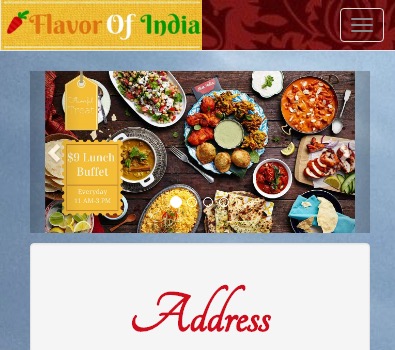 Flavor Of India
$9 Lunch
Buffet
Everyday
11 AM-3 PM
Address